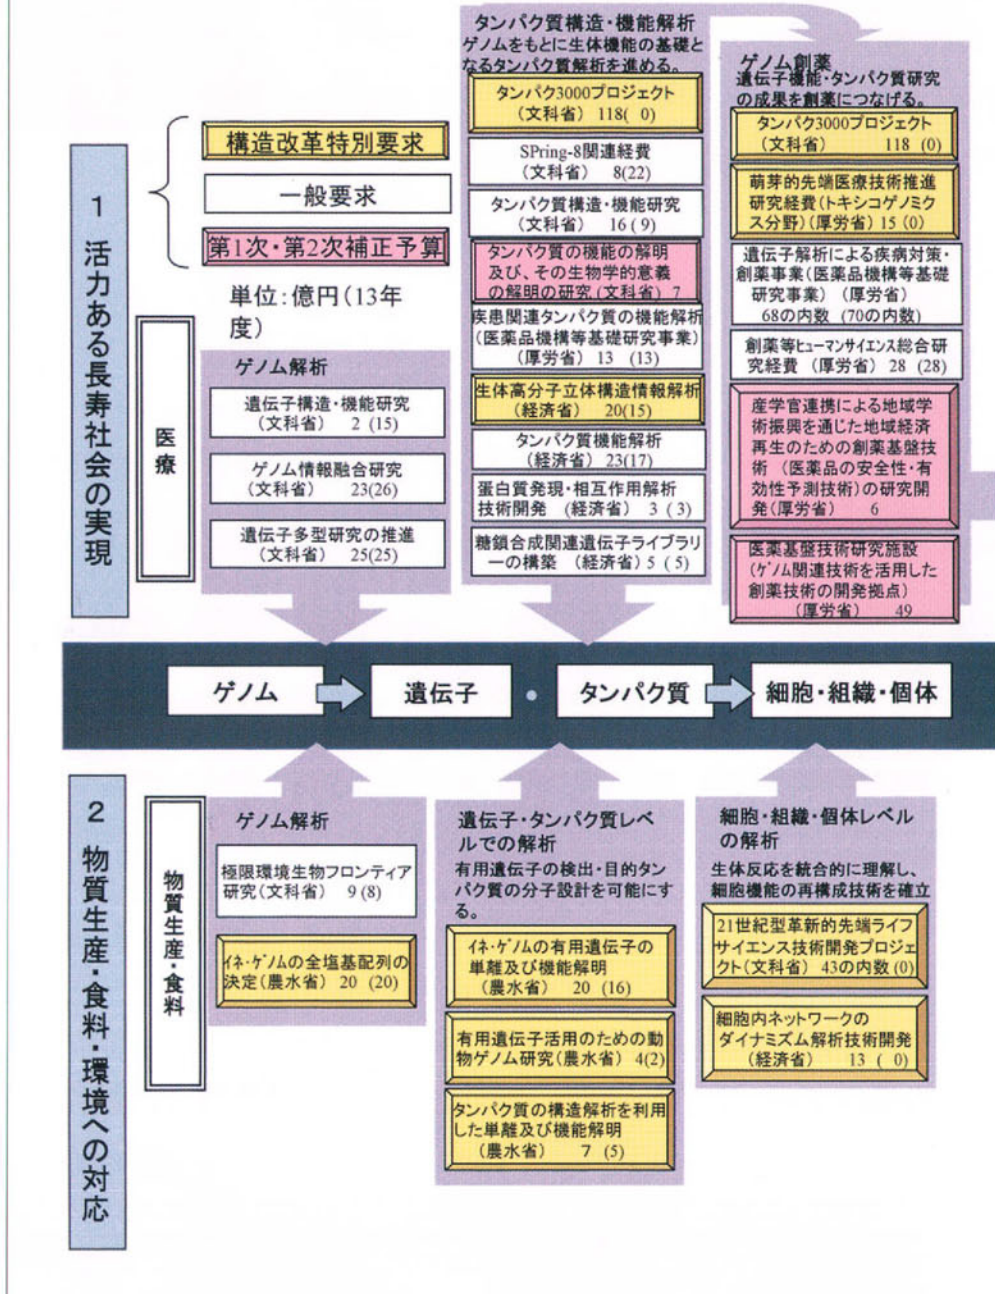 1 活力ある長寿社会の実現
構造改革特別要求
一般要求
第1次・第2次補正予算
単位:億円(13年
度)
医療
ゲノム解析
遺伝子構造・機能研究
(文科省) 2 (15)
ゲノム情報融合研究
(文科省) 23(26)
遺伝子多型研究の推進
(文科省) 25(25)
タンパク質構造・機能解析
ゲノムをもとに生体機能の基礎と
なるタンパク質解析を進める。
タンパク3000プロジェクト
(文科省) 118( 0)
SPring-8関連経費
(文科省) 8(22)
タンパク質構造・機能研究
(文科省) 16 ( 9)
タンパク質の機能の解明
及び、その生物学的意義
の解明の研究 (文科省) 7
疾患関連タンパク質の機能解析
(医薬品機構等基礎研究事業)
(厚労省) 13 (13)
生体高分子立体構造情報解析
(経済省) 20(15)
タンパク質機能解析
(経済省) 23(17)
蛋白質発現・相互作用解析
技術開発 (経済省) 3 ( 3)
糖鎖合成関連遺伝子ライブラリ
ーの構築 (経済省) 5 ( 5)
ゲノム創薬
遺伝子機能・タンパク質研究
の成果を創薬につなげる。
タンパク3000プロジェクト
(文科省) 118 (0)
萌芽的先端医療技術推進
研究経費(トキシコゲノミク
ス分野)(厚労省) 15 (0)
遺伝子解析による疾病対策・
創薬事業(医薬品機構等基礎
研究事業) (厚労省)
68の内数 (70の内数)
創薬等ヒューマンサイエンス総合研
究経費 (厚労省) 28 (28)
産学官連携による地域学
術振興を通じた地域経済
再生のための創薬基盤技
術 (医薬品の安全性・有
効性予測技術)の研究開
発(厚労省) 6
医薬基盤技術研究施設
(ゲノム関連技術を活用した
創薬技術の開発拠点)
(厚労省) 49
ゲノム
遺伝子
・
タンパク質
細胞・組織・個体
2 物質生産・食料・環境への対応
物質生産・食料
ゲノム解析
極限環境生物フロンティア
研究(文科省) 9 (8)
イネ・ゲノムの全塩基配列の
決定(農水省) 20 (20)
遺伝子・タンパク質レベ
ルでの解析
有用遺伝子の検出・目的タン
パク質の分子設計を可能にす
る。
イネ・ゲノムの有用遺伝子の
単離及び機能解明
(農水省) 20 (16)
有用遺伝子活用のための動
物ゲノム研究(農水省) 4(2)
タンパク質の構造解析を利用
した単離及び機能解明
(農水省) 7 (5)
細胞・組織・個体レベル
の解析
生体反応を統合的に理解し、
細胞機能の再構成技術を確立
21世紀型革新的先端ライフ
サイエンス技術開発プロジェ
クト(文科省) 43の内数 (0)
細胞内ネットワークの
ダイナミズム解析技術開発
(経済省) 13 ( 0)